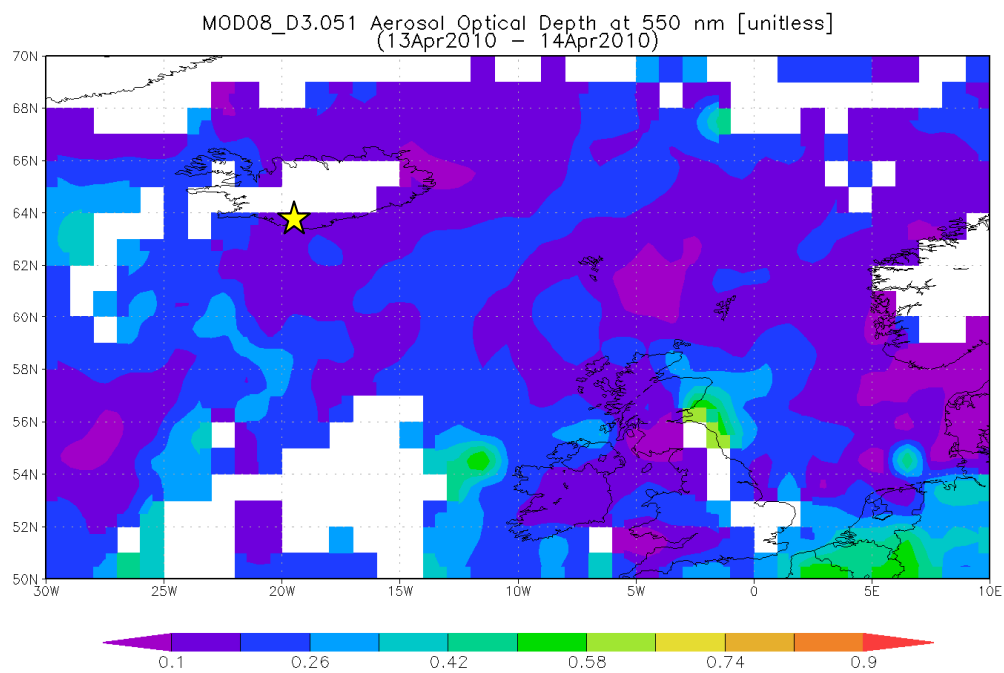 MOD08_D3.051 Aerosol Optical Depth at 550 nm [unitless]
(13Apr2010 – 14Apr2010)
70N
68N
66N
64N
62N
60N
58N
56N
54N
52N
50N
30W 25W 20W 15W 10W 5W 0 5E 10E
0.1 0.26 0.42 0.58 0.74 0.9